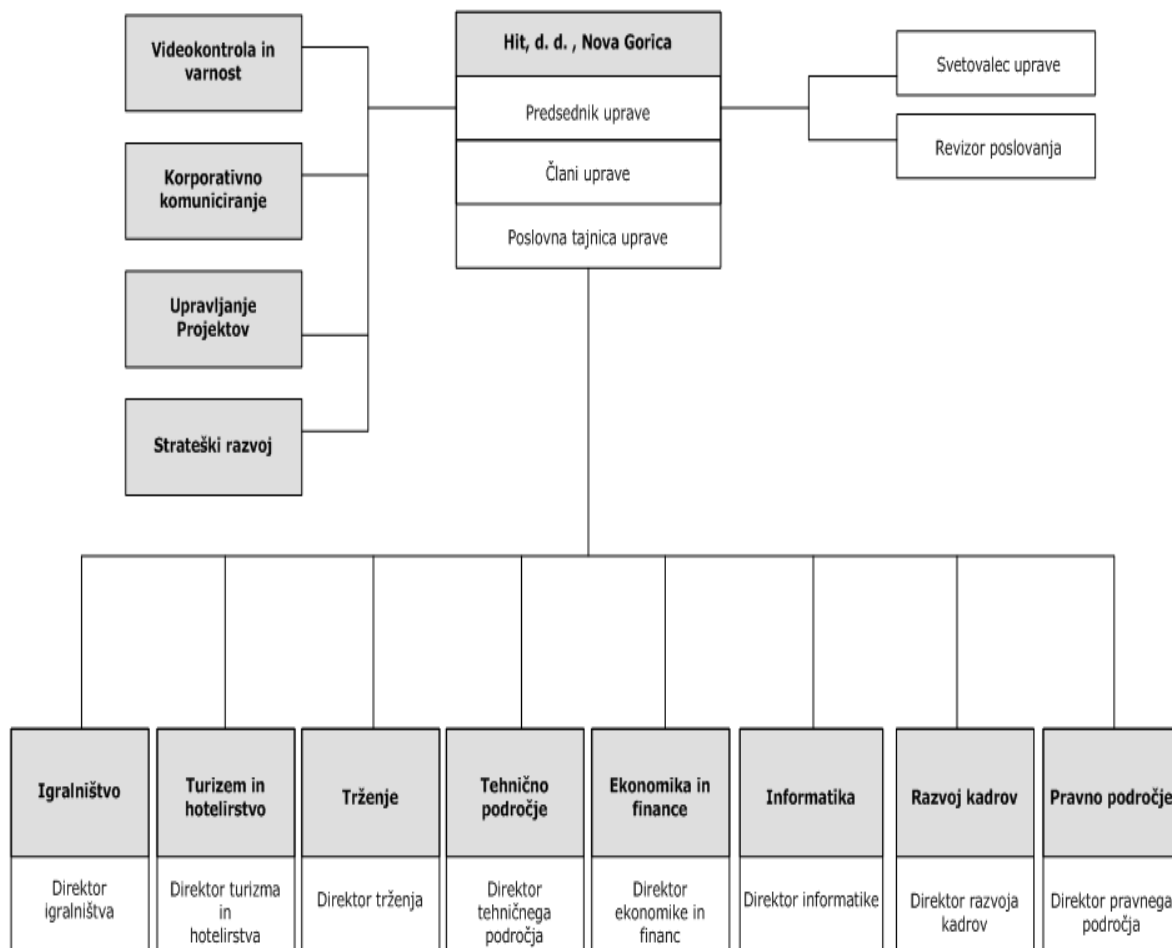 Videokontrola in
varnost
Hit, d. d. , Nova Gorica
Predsednik uprave
Člani uprave
Poslovna tajnica uprave
Svetovalec uprave
Revizor poslovanja
Korporativno
komuniciranje
Upravljanje
Projektov
Strateški razvoj
Igralništvo
Direktor
igralništva
Turizem in
hotelirstvo
Direktor turizma
in
hotelirstva
Trženje
Direktor trženja
Tehnično
področje
Direktor
tehničnega
področja
Ekonomika in
finance
Direktor
ekonomike in
financ
Informatika
Direktor informatike
Razvoj kadrov
Direktor razvoja
kadrov
Pravno področje
Direktor pravnega
področja